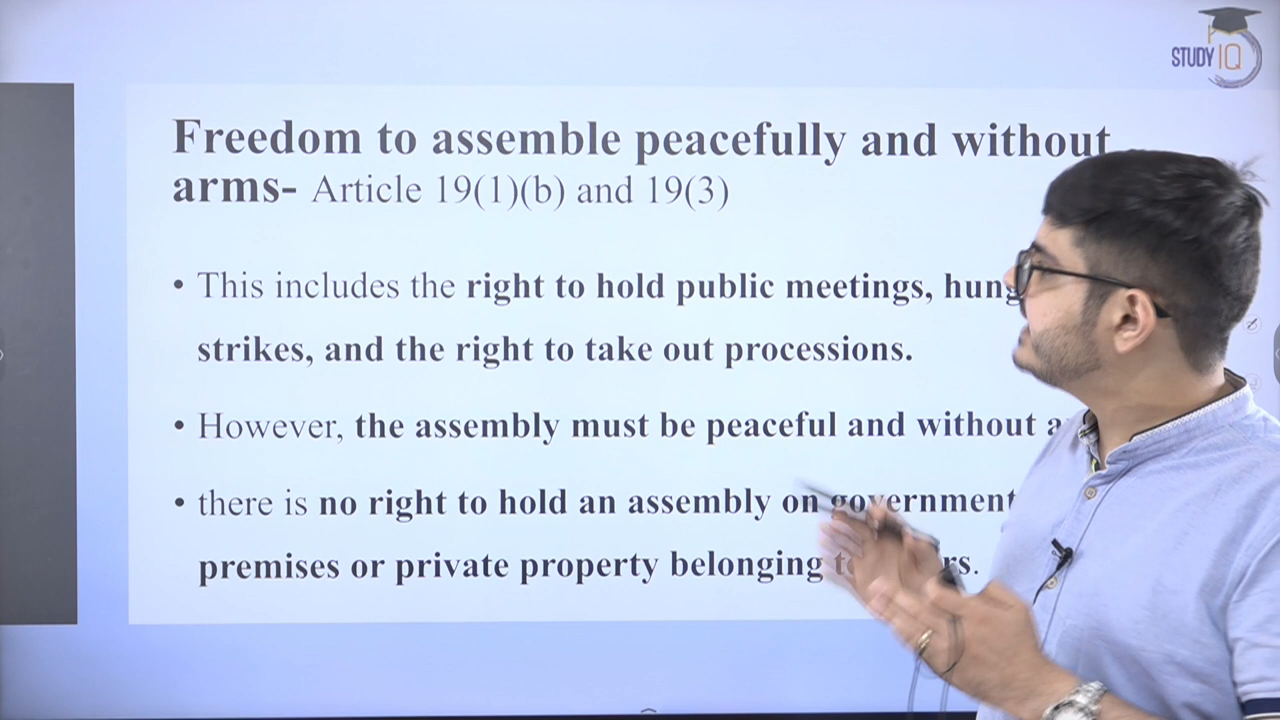 STUDY IQ
Freedom to assemble peacefully and without
arms- Article 19(1)(b) and 19(3)
• This includes the right to hold public meetings,
strikes, and the right to take out processions.
• However, the assembly must be peaceful and without
• there is no right to hold an assembly on government
premises or private property belonging